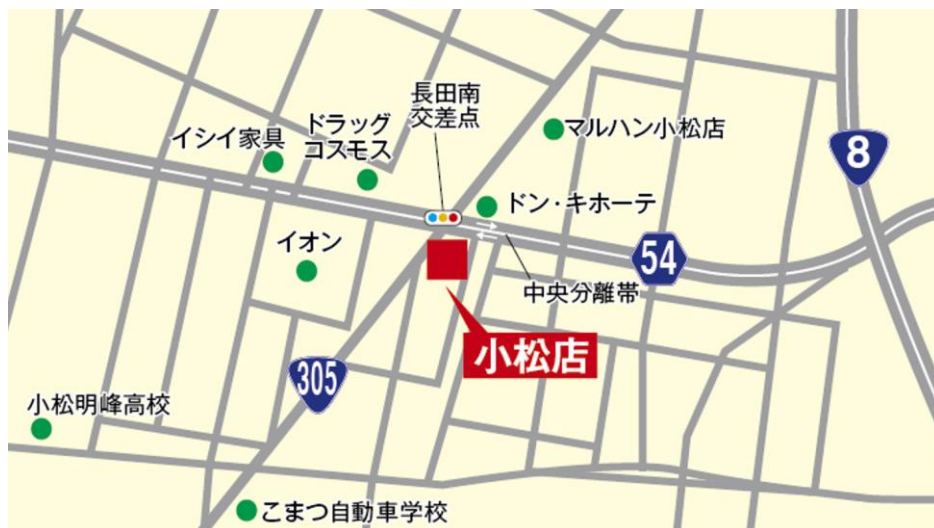 長田南
交差点
ドラッグ
コスモス
イシイ家具
マルハン小松店
8
ドン・キホーテ
イオン
54
中央分離帯
小松店
305
小松明峰高校
こまつ自動車学校